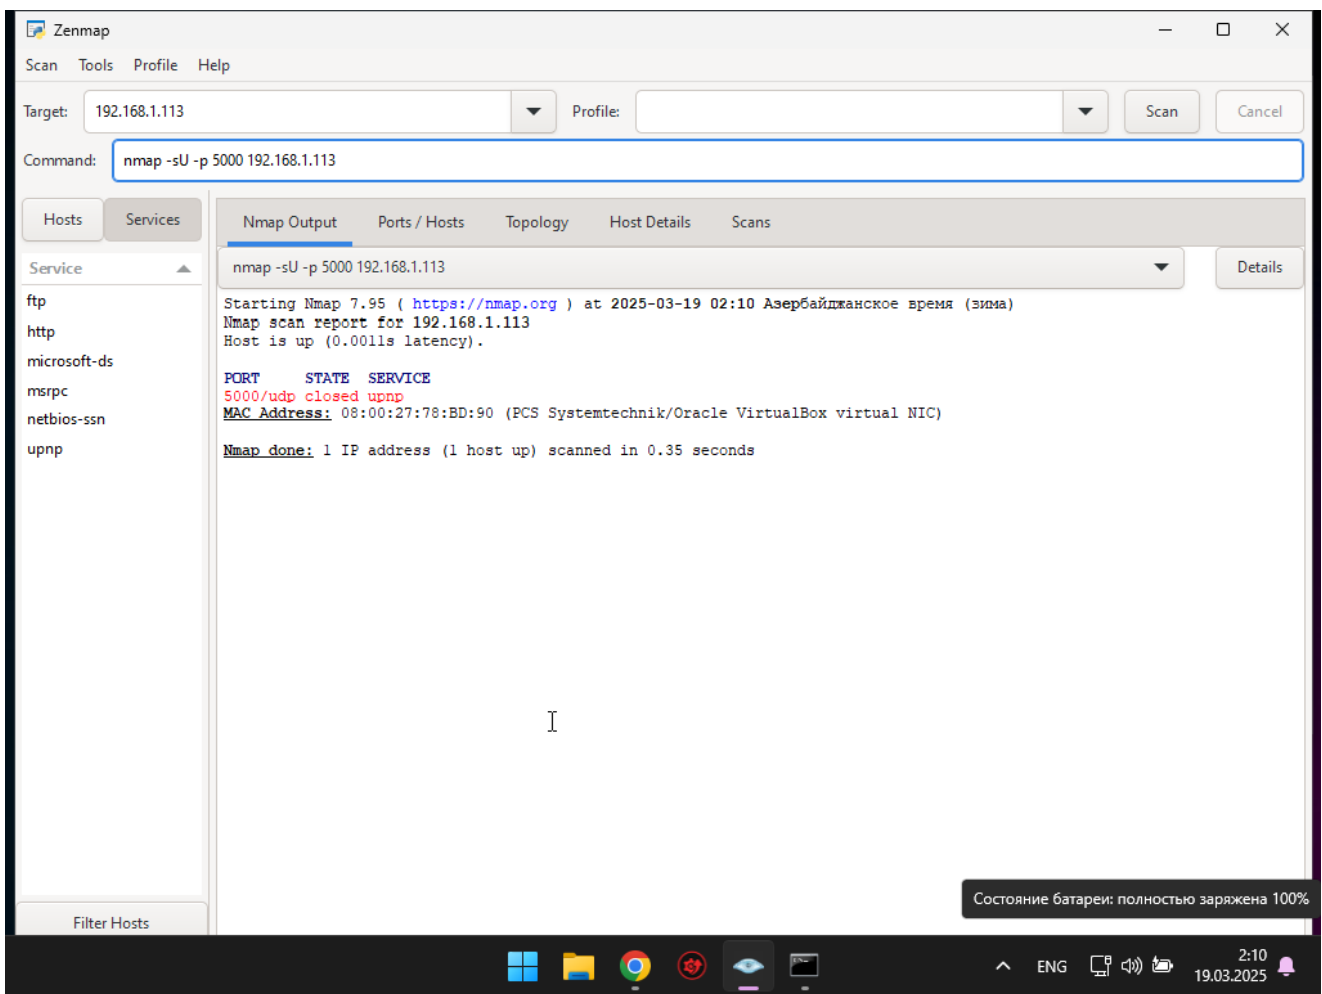 Zenmap
Scan Tools Profile Help
Target: 192.168.1.113 Profile: Scan Cancel
Command: nmap -sU -p 5000 192.168.1.113
Hosts Services
Nmap Output Ports / Hosts Topology Host Details Scans
Service
nmap -sU -p 5000 192.168.1.113 Details
ftp
http
microsoft-ds
msrpc
netbios-ssn
upnp
Starting Nmap 7.95 ( https://nmap.org ) at 2025-03-19 02:10 Азербайджанское время (зима)
Nmap scan report for 192.168.1.113
Host is up (0.0011s latency).
PORT STATE SERVICE
5000/udp closed upnp
MAC Address: 08:00:27:78:BD:90 (PCS Systemtechnik/Oracle VirtualBox virtual NIC)
Nmap done: 1 IP address (1 host up) scanned in 0.35 seconds
Состояние батареи: полностью заряжена 100%
Filter Hosts
ENG
2:10
19.03.2025